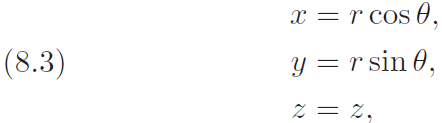 x = r cos θ,
(8.3) y = r sin θ,
z = z,